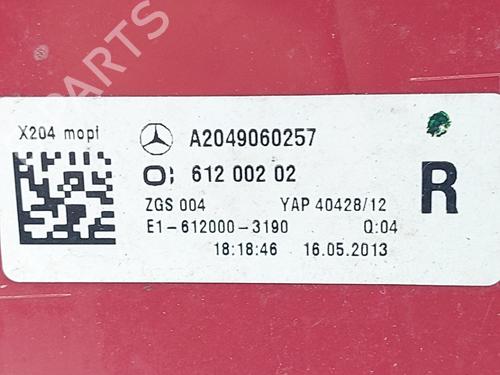 PARTS
X204 mopf A2049060257
612 002 02
ZGS 004 YAP 40428/12
R
E1-612000-3190 Q:04
18:18:46 16.05.2013